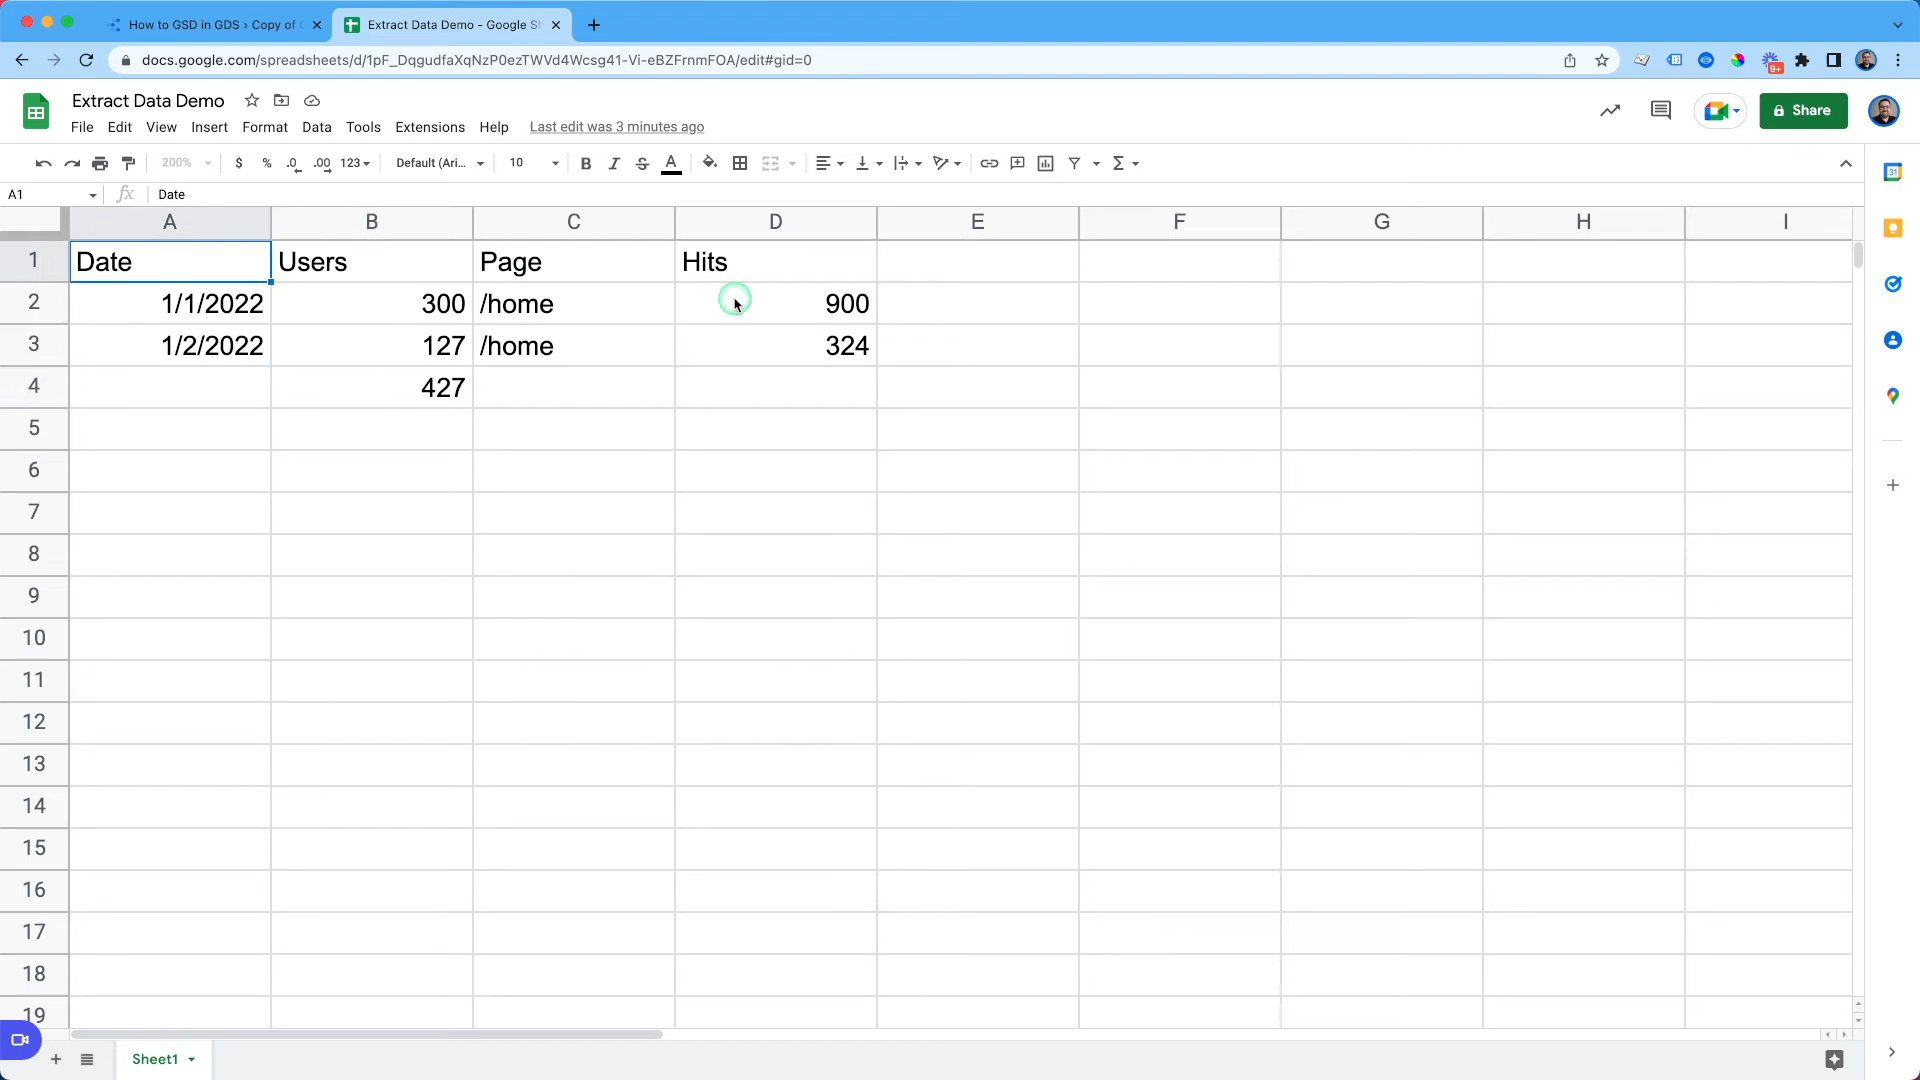 How to GSD in GDS › Copy of
Extract Data Demo - Google Sh
docs.google.com/spreadsheets/d/1pF_DqgudfaXqNzP0ezTWVd4Wcsg41-Vi-eBZFrnmFOA/edit#gid=0
9+
Extract Data Demo
File Edit View Insert Format Data Tools Extensions Help Last edit was 3 minutes ago
Share
200% $ % .0 .00 123 Default (Ari... 10 B I S A Σ
31
A1 fx Date
A B C D E F G H I
1 Date Users Page Hits
2 1/1/2022 300 /home 900
3 1/2/2022 127 /home 324
4 427
5
6
7
8
9
10
11
12
13
14
15
16
17
18
19
Sheet1